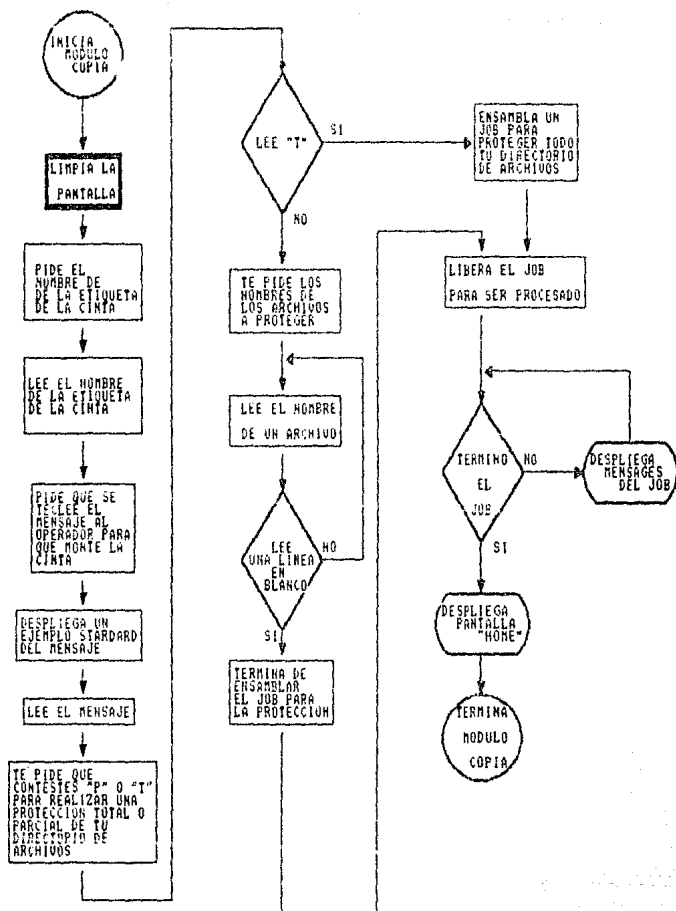 INICIA
MODULO
COPIA
LIMPIA LA
PANTALLA
PIDE EL
NOMBRE DE
DE LA ETIQUETA
DE LA CINTA
LEE EL NOMBRE
DE LA ETIQUETA
DE LA CINTA
PIDE QUE SE
TECLEE EL
MENSAJE AL
OPERADOR PARA
QUE MONTE LA
CINTA
DESPLIEGA UN
EJEMPLO STARDARD
DEL MENSAJE
LEE EL MENSAJE
TE PIDE QUE
CONTESTES "P" O "T"
PARA REALIZAR UNA
PROTECCION TOTAL O
PARCIAL DE TU
DIRECTORIO DE
ARCHIVOS
LEE "T"
SI
NO
TE PIDE LOS
NOMBRES DE
LOS ARCHIVOS
A PROTEGER
LEE EL NOMBRE
DE UN ARCHIVO
LEE
UNA LINEA
EN
BLANCO
NO
SI
TERMINA DE
ENSAMBLAR
EL JOB PARA
LA PROTECCION
ENSAMBLA UN
JOB PARA
PROTEGER TODO
TU DIRECTORIO
DE ARCHIVOS
LIBERA EL JOB
PARA SER PROCESADO
TERMINO
EL
JOB
NO
SI
DESPLIEGA
MENSAGES
DEL JOB
DESPLIEGA
PANTALLA
"HOME"
TERMINA
MODULO
COPIA